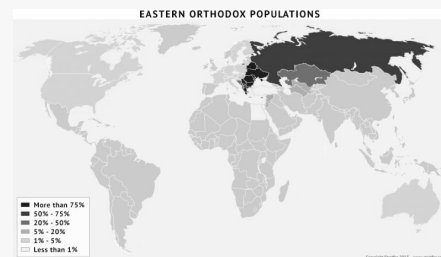 EASTERN ORTHODOX POPULATIONS
More than 75%
50% - 75%
20% - 50%
5% - 20%
1% - 5%
Less than 1%